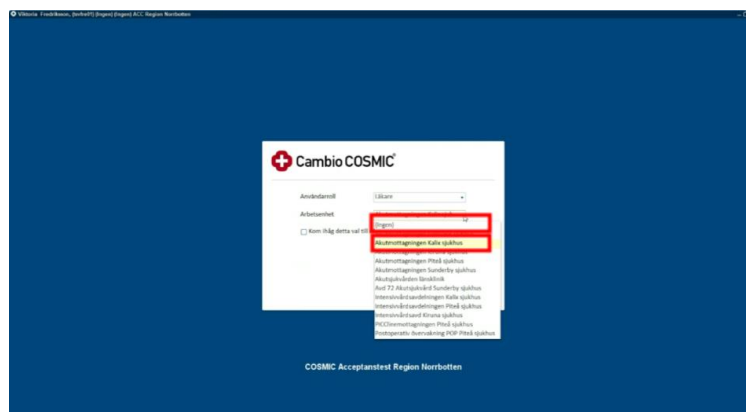 Viktoria Fredriksson, (Ingen) (Ingen) ACC Region Norrbotten
Cambio COSMIC
Användarroll
Läkare
Arbetsenhet
(Ingen)
Kom ihåg detta val till
Akutmottagningen Kalix sjukhus
Akutmottagningen Piteå sjukhus
Akutmottagningen Sunderby sjukhus
Akutsjukvården länsklinik
Avd 72 Akutsjukvård Sunderby sjukhus
Intensivvårdsavdelningen Kalix sjukhus
Intensivvårdsavdelningen Piteå sjukhus
Intensivvårdsavd Kiruna sjukhus
PICClinemottagningen Piteå sjukhus
Postoperativ övervakning POP Piteå sjukhus
COSMIC Acceptanstest Region Norrbotten